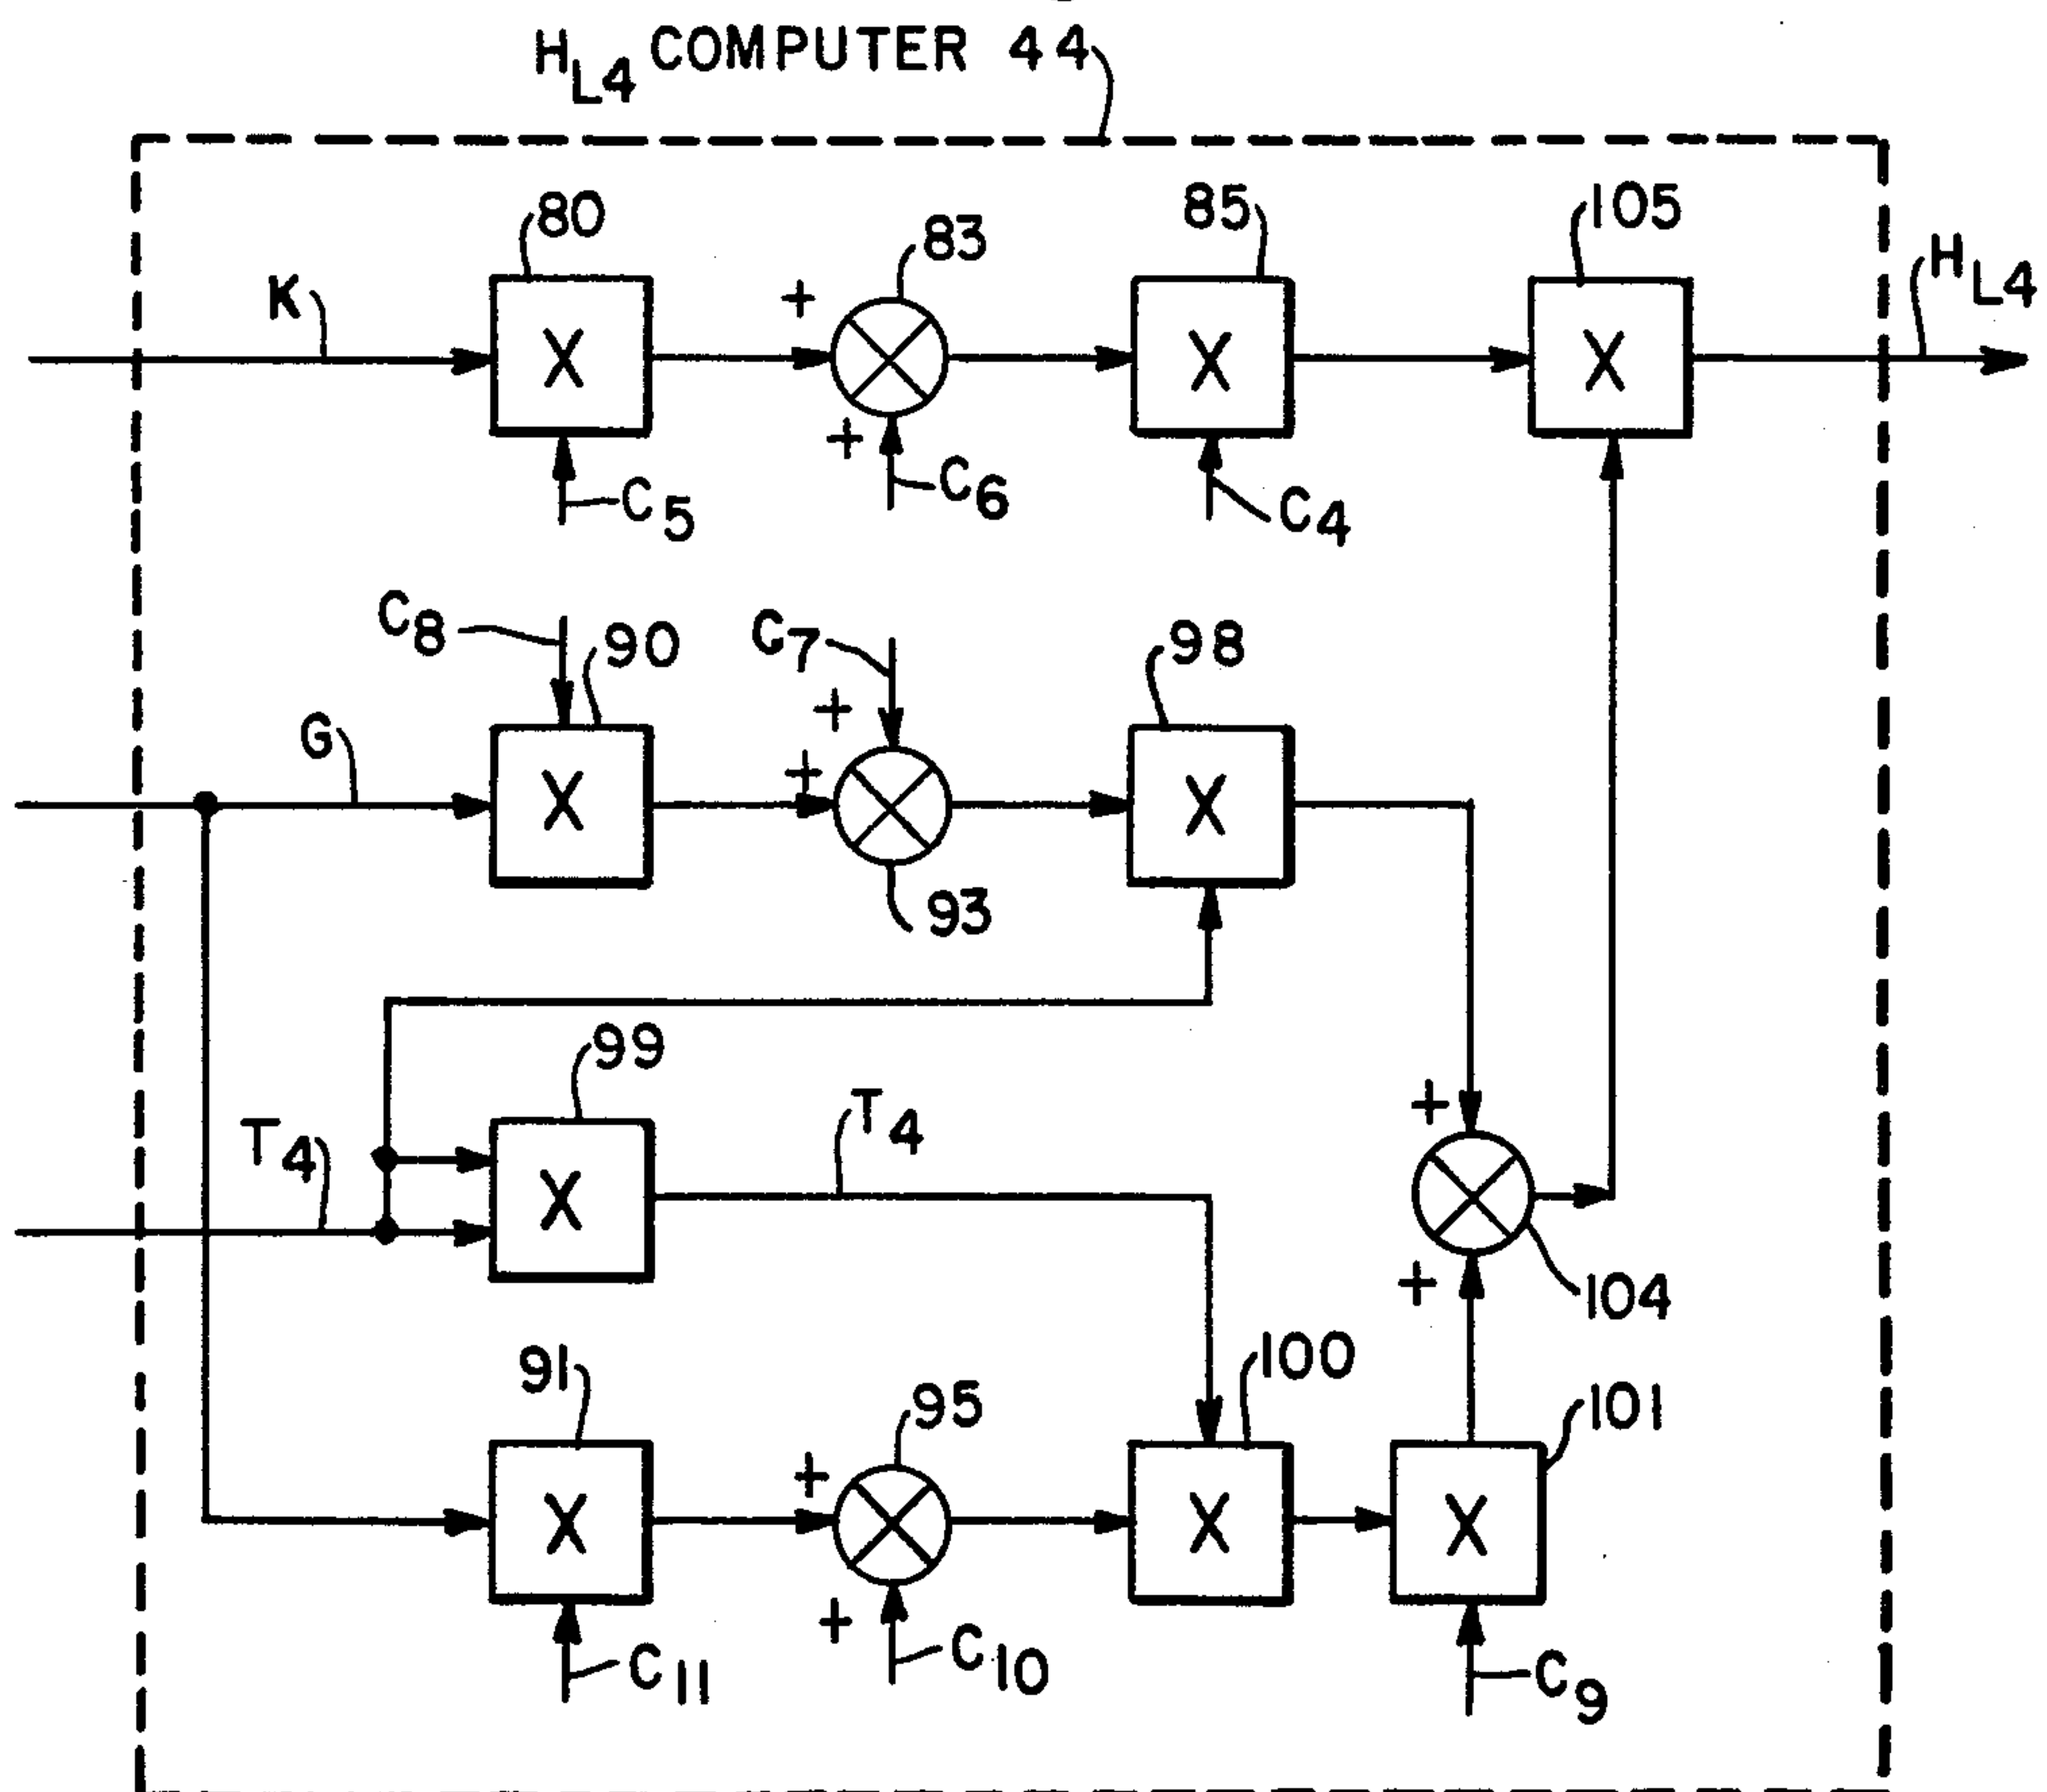 HL4 COMPUTER 44
80
83
85
105
K
X
X
X
HL4
+
+
C5
C6
C4
C8
90
C7
98
G
+
+
X
X
93
99
T4
T4
X
+
+
104
91
95
100
101
X
+
+
X
X
C11
C10
C9